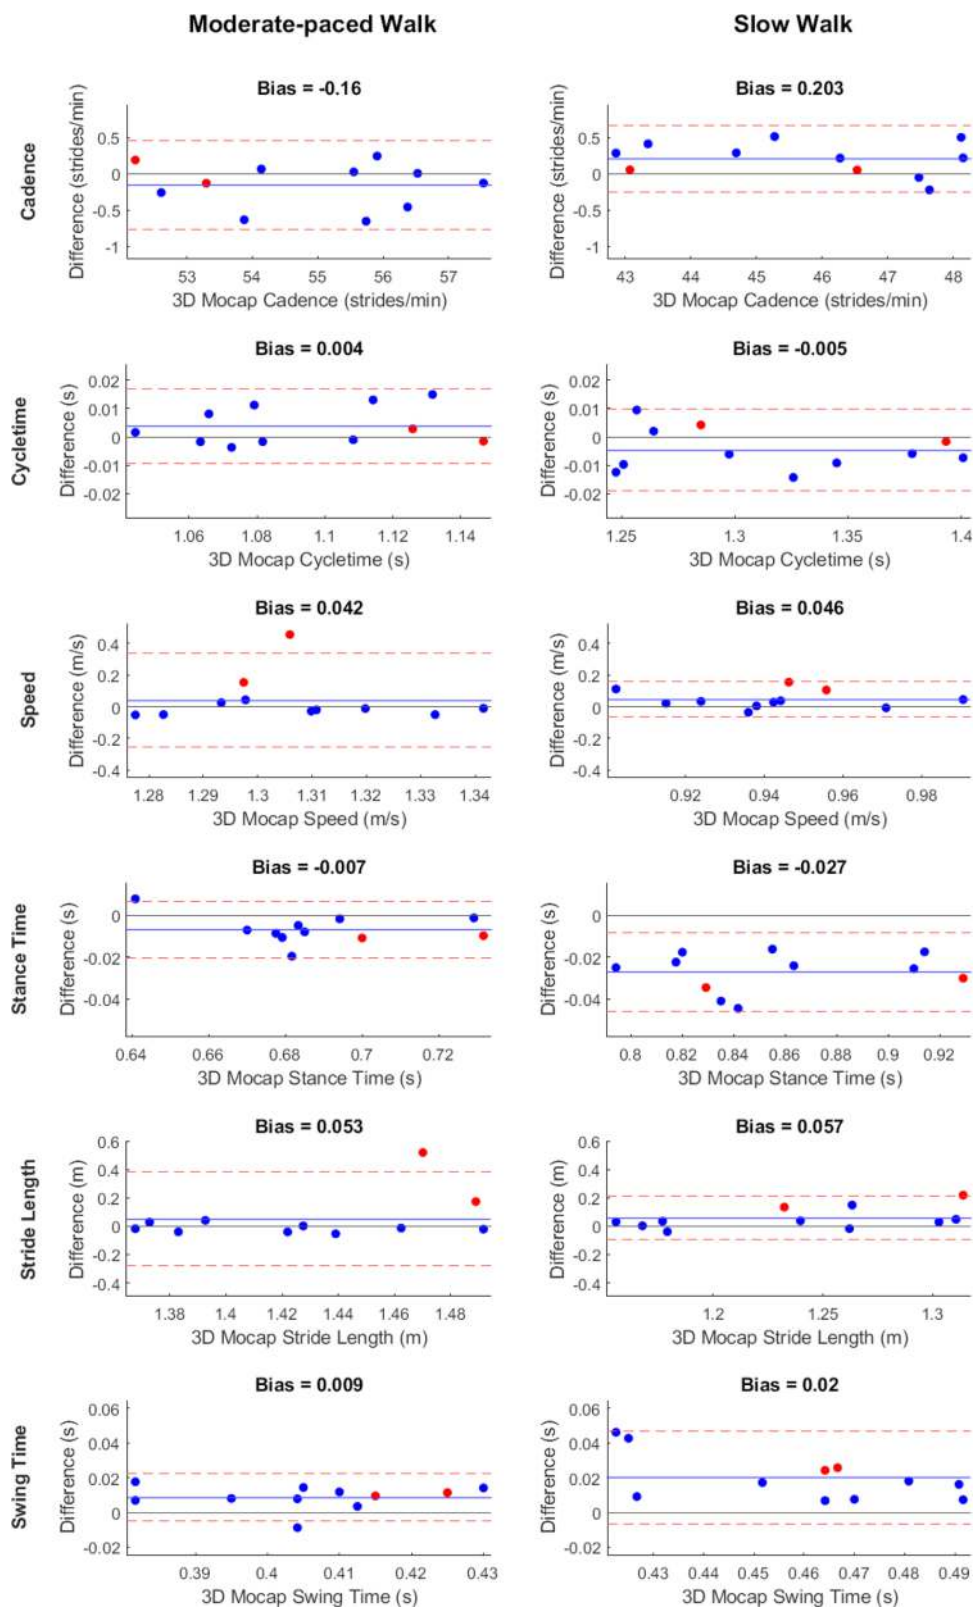 Moderate-paced Walk
Slow Walk
Cadence
Bias = -0.16
Difference (strides/min)
0.5
0
-0.5
-1
53 54 55 56 57
3D Mocap Cadence (strides/min)
Bias = 0.203
Difference (strides/min)
0.5
0
-0.5
-1
43 44 45 46 47 48
3D Mocap Cadence (strides/min)
Cycletime
Bias = 0.004
Difference (s)
0.02
0.01
0
-0.01
-0.02
1.06 1.08 1.1 1.12 1.14
3D Mocap Cycletime (s)
Bias = -0.005
Difference (s)
0.02
0.01
0
-0.01
-0.02
1.25 1.3 1.35 1.4
3D Mocap Cycletime (s)
Speed
Bias = 0.042
Difference (m/s)
0.4
0.2
0
-0.2
-0.4
1.28 1.29 1.3 1.31 1.32 1.33 1.34
3D Mocap Speed (m/s)
Bias = 0.046
Difference (m/s)
0.4
0.2
0
-0.2
-0.4
0.92 0.94 0.96 0.98
3D Mocap Speed (m/s)
Stance Time
Bias = -0.007
Difference (s)
0
-0.02
-0.04
0.64 0.66 0.68 0.7 0.72
3D Mocap Stance Time (s)
Bias = -0.027
Difference (s)
0
-0.02
-0.04
0.8 0.82 0.84 0.86 0.88 0.9 0.92
3D Mocap Stance Time (s)
Stride Length
Bias = 0.053
Difference (m)
0.6
0.4
0.2
0
-0.2
-0.4
1.38 1.4 1.42 1.44 1.46 1.48
3D Mocap Stride Length (m)
Bias = 0.057
Difference (m)
0.6
0.4
0.2
0
-0.2
-0.4
1.2 1.25 1.3
3D Mocap Stride Length (m)
Swing Time
Bias = 0.009
Difference (s)
0.06
0.04
0.02
0
-0.02
0.39 0.4 0.41 0.42 0.43
3D Mocap Swing Time (s)
Bias = 0.02
Difference (s)
0.06
0.04
0.02
0
-0.02
0.43 0.44 0.45 0.46 0.47 0.48 0.49
3D Mocap Swing Time (s)